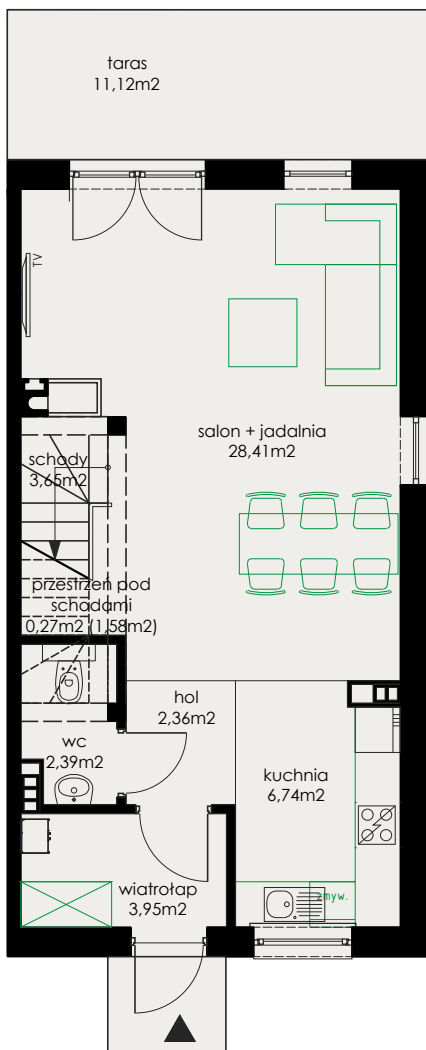 taras
11,12m2
TV
salon + jadalnia
28,41m2
schody
3,65m2
przestrzeń pod
schadami
0,27m2 (1,58m2)
hol
2,36m2
wc
2,39m2
kuchnia
6,74m2
wiatrołap
3,95m2
zmyw.